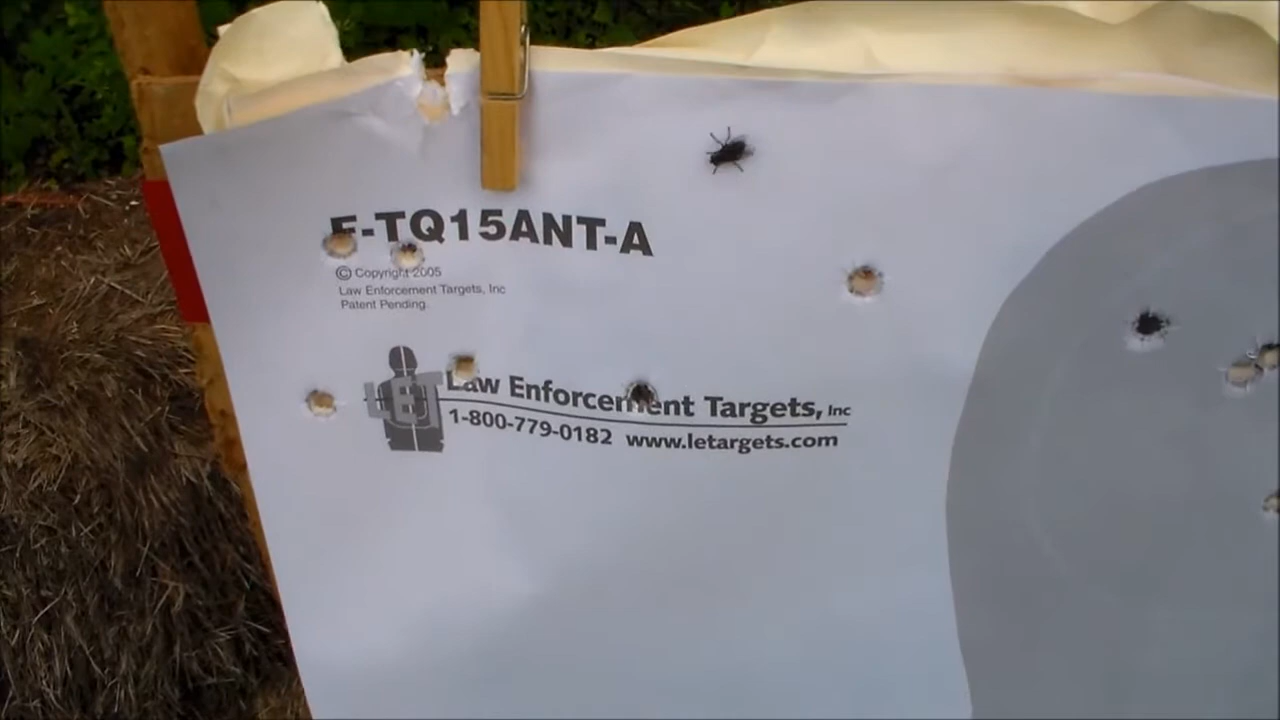 F-TQ15ANT-A
© Copyright 2005
Law Enforcement Targets, Inc
Patent Pending.
LET
Law Enforcement Targets, Inc
1-800-779-0182 www.letargets.com